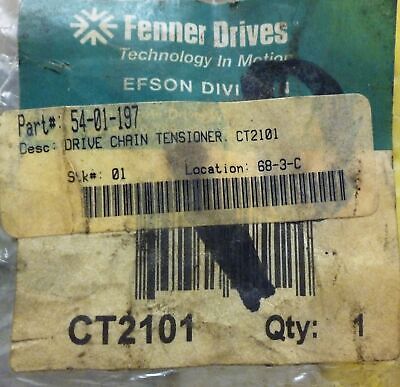 Fenner Drives
Technology In Motion
EFSON DIVISION
Part#: 54-01-197
Desc: DRIVE CHAIN TENSIONER, CT2101
Stk#: 01 Location: 68-3-C
CT2101 Qty: 1